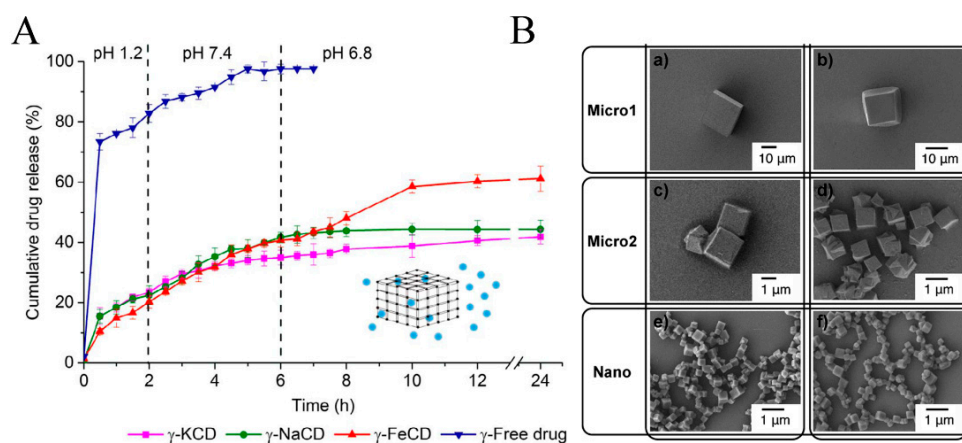 A
B
pH 1.2
pH 7.4
pH 6.8
Cumulative drug release (%)
100
80
60
40
20
0
0
2
4
6
8
10
12
24
Time (h)
γ-KCD
γ-NaCD
γ-FeCD
γ-Free drug
Micro1
a)
10 µm
b)
10 µm
Micro2
c)
1 µm
d)
1 µm
Nano
e)
1 µm
f)
1 µm